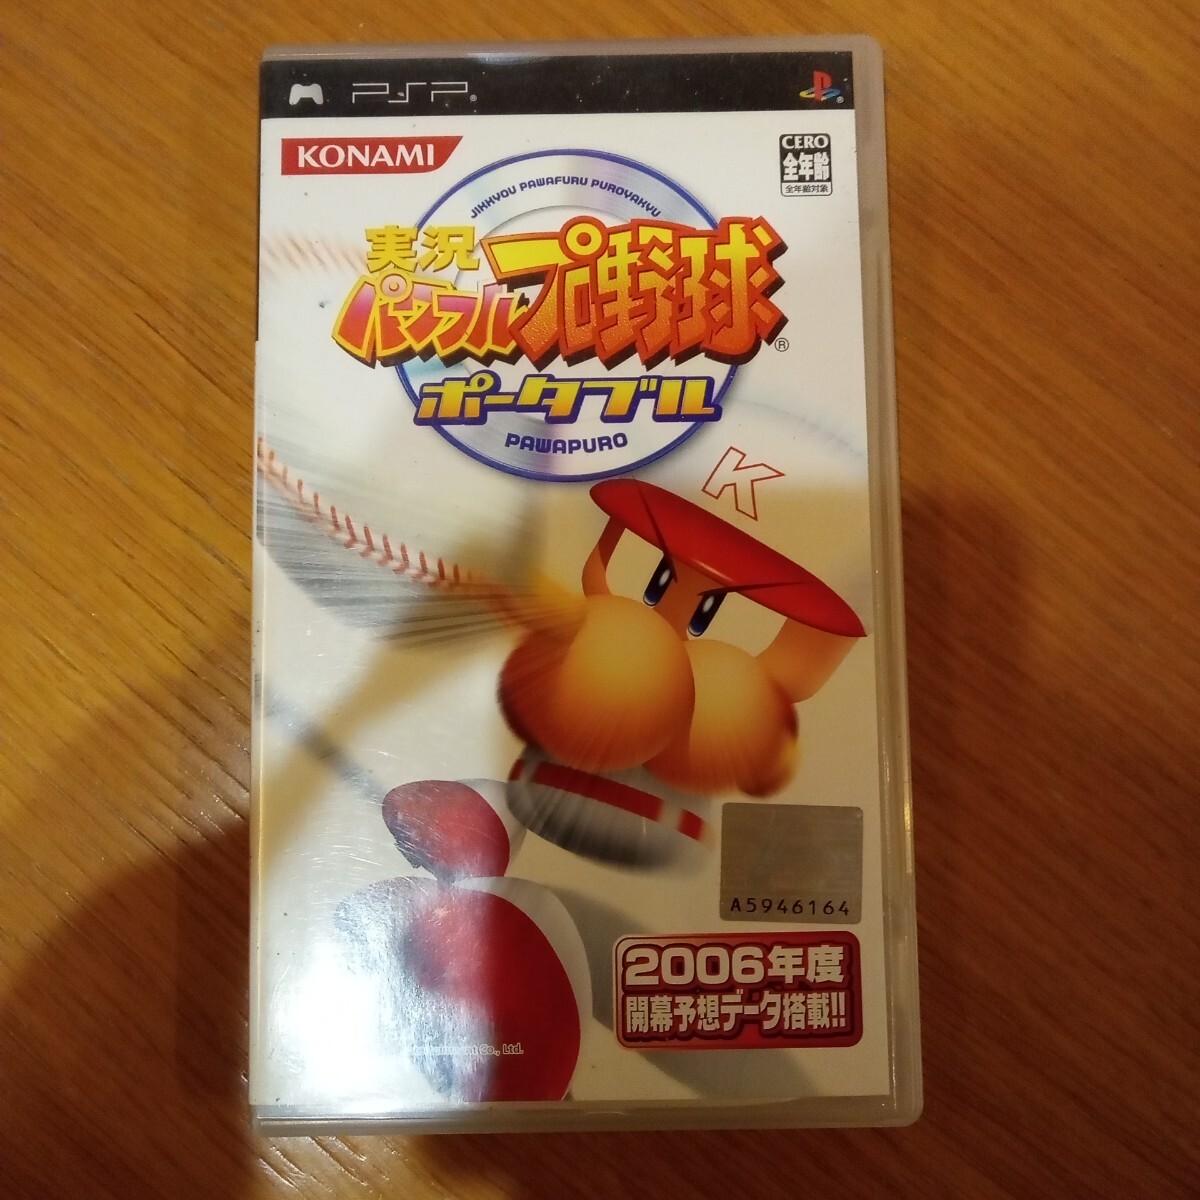 PSP®
KONAMI
CERO
全年齢
全年齢対象
JIKKYOU PAWAFURU PUROYAKYU
実況
パワフルプロ野球®
ポータブル
PAWAPURO
K
A5946164
2006年度
開幕予想データ搭載!!
Co., Ltd.